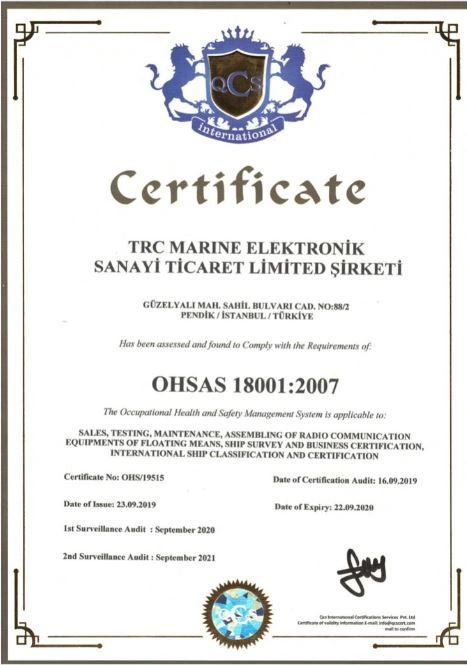 QCS
international
Certificate
TRC MARINE ELEKTRONİK
SANAYİ TİCARET LİMİTED ŞİRKETİ
GÜZELYALI MAH. SAHIL BULVARI CAD. NO:88/2
PENDİK / İSTANBUL / TÜRKİYE
Has been assessed and found to Comply with the Requirements of:
OHSAS 18001:2007
The Occupational Health and Safety Management System is applicable to:
SALES, TESTING, MAINTENANCE, ASSEMBLING OF RADIO COMMUNICATION
EQUIPMENTS OF FLOATING MEANS, SHIP SURVEY AND BUSINESS CERTIFICATION,
INTERNATIONAL SHIP CLASSIFICATION AND CERTIFICATION
Certificate No: OHS/19515
Date of Certification Audit: 16.09.2019
Date of Issue: 23.09.2019
Date of Expiry: 22.09.2020
1st Surveillance Audit : September 2020
2nd Surveillance Audit : September 2021
QCS
Qcs International Certifications Services Pvt. Ltd
Certificate of validity information E-mail: info@qcscert.com
mail to confirm